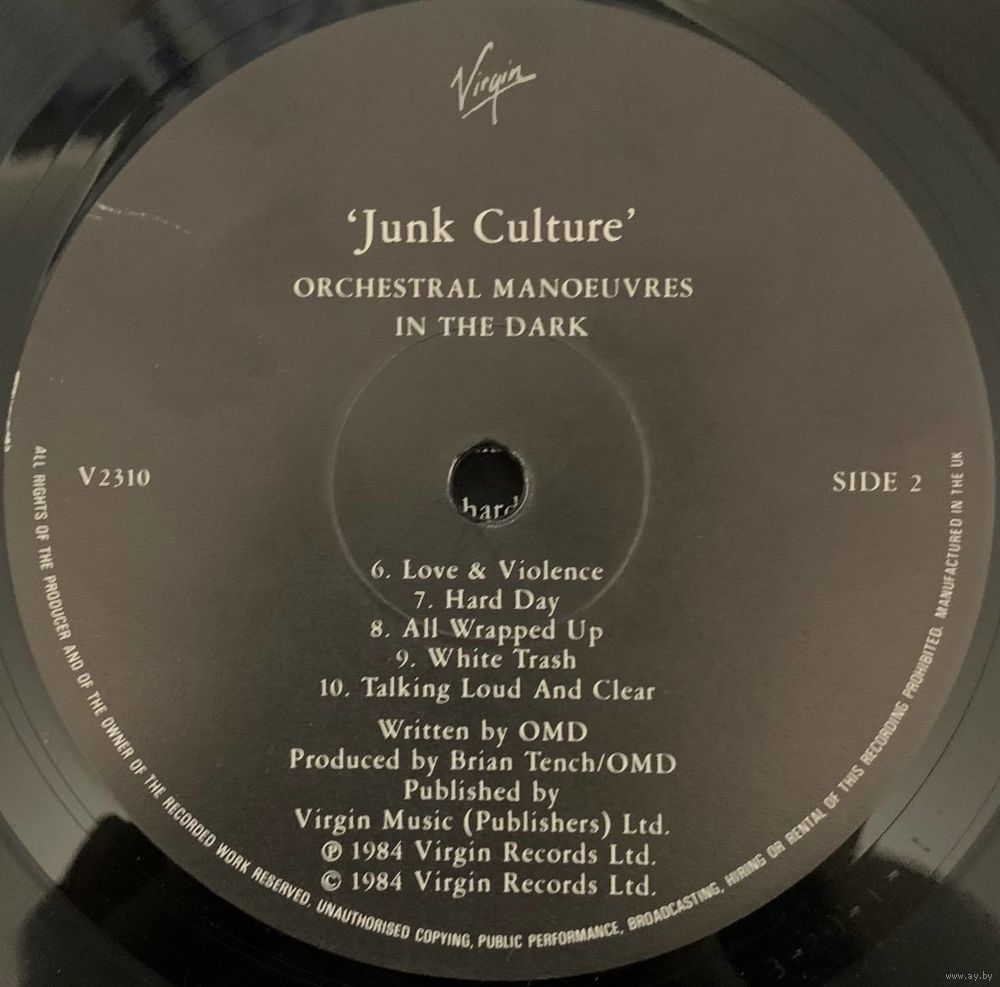 Virgin
‘Junk Culture’
ORCHESTRAL MANOEUVRES
IN THE DARK
V2310
SIDE 2
hard
6. Love & Violence
7. Hard Day
8. All Wrapped Up
9. White Trash
10. Talking Loud And Clear
Written by OMD
Produced by Brian Tench/OMD
Published by
Virgin Music (Publishers) Ltd.
℗ 1984 Virgin Records Ltd.
© 1984 Virgin Records Ltd.
ALL RIGHTS OF THE PRODUCER AND OF THE OWNER OF THE RECORDED WORK RESERVED. UNAUTHORISED COPYING, PUBLIC PERFORMANCE, BROADCASTING, HIRING OR RENTAL OF THIS RECORDING PROHIBITED. MANUFACTURED IN THE UK
www.ay.by